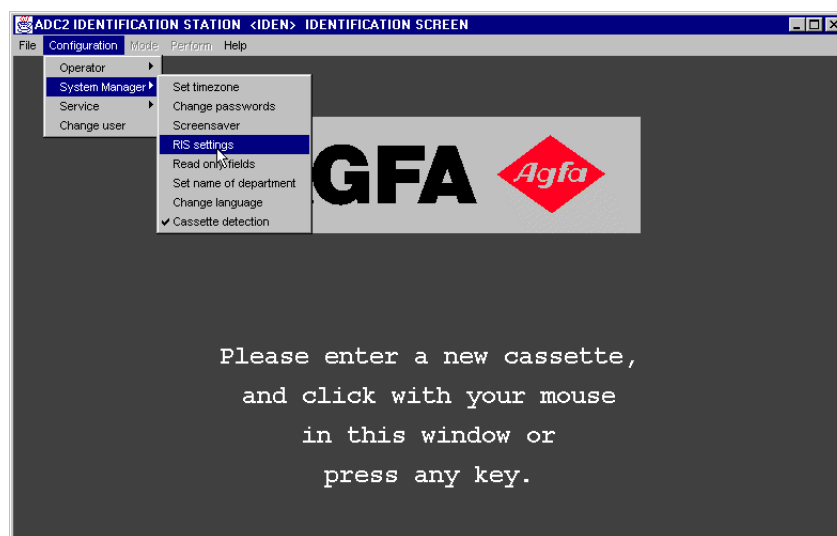 ADC2 IDENTIFICATION STATION <IDEN> IDENTIFICATION SCREEN
File Configuration Mode Perform Help
Operator
System Manager
Service
Change user
Set timezone
Change passwords
Screensaver
RIS settings
Read only fields
Set name of department
Change language
Cassette detection
GFA
Agfa
Please enter a new cassette,
and click with your mouse
in this window or
press any key.